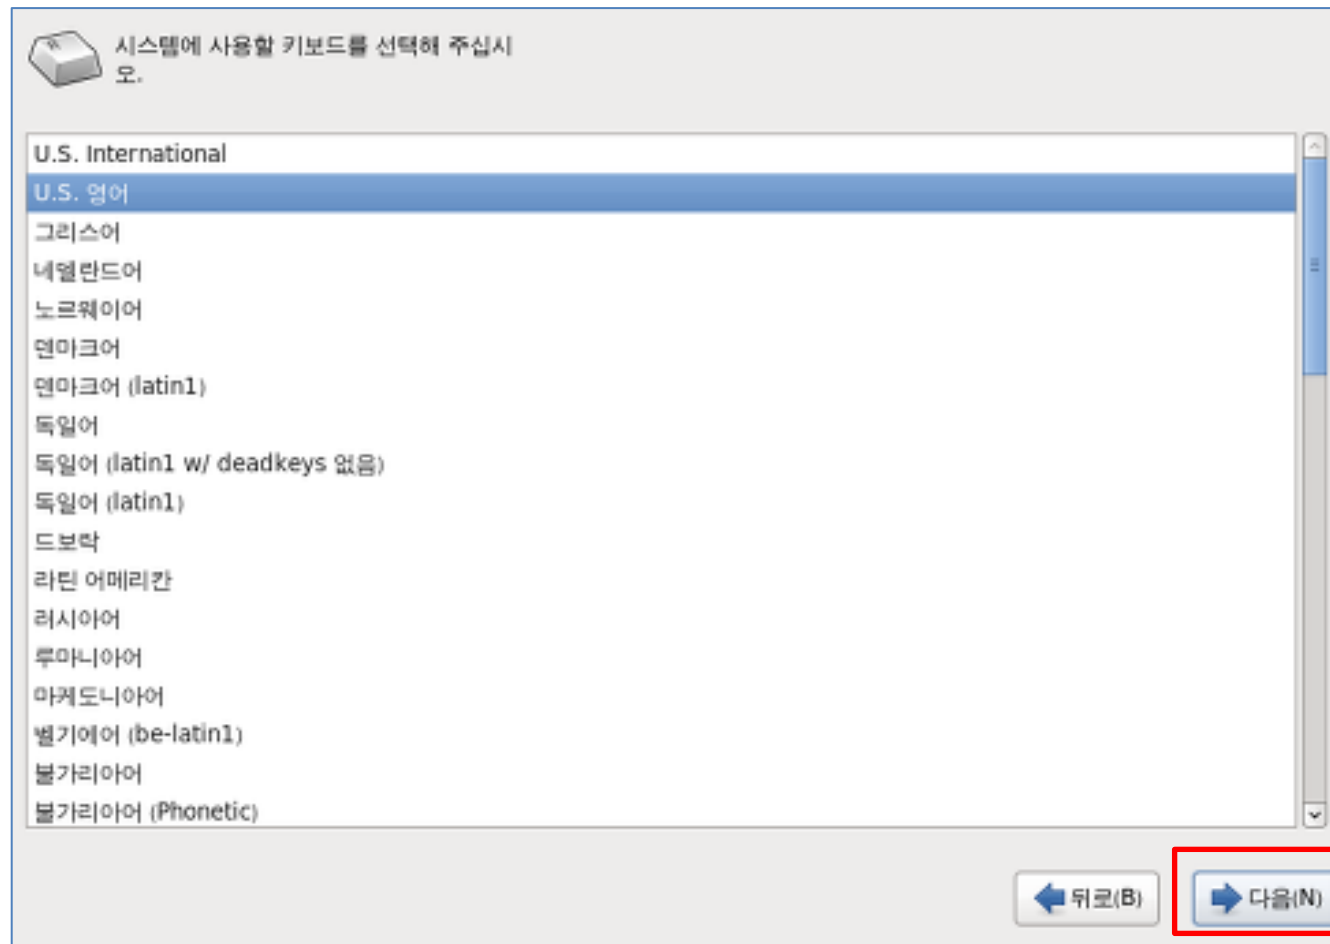 시스템에 사용할 키보드를 선택해 주십시
오.
U.S. International
U.S. 영어
그리스어
네델란드어
노르웨이어
덴마크어
덴마크어 (latin1)
독일어
독일어 (latin1 w/ deadkeys 없음)
독일어 (latin1)
드보락
라틴 어메리칸
러시아어
루마니아어
마케도니아어
벨기에어 (be-latin1)
불가리아어
불가리아어 (Phonetic)
뒤로(B)
다음(N)